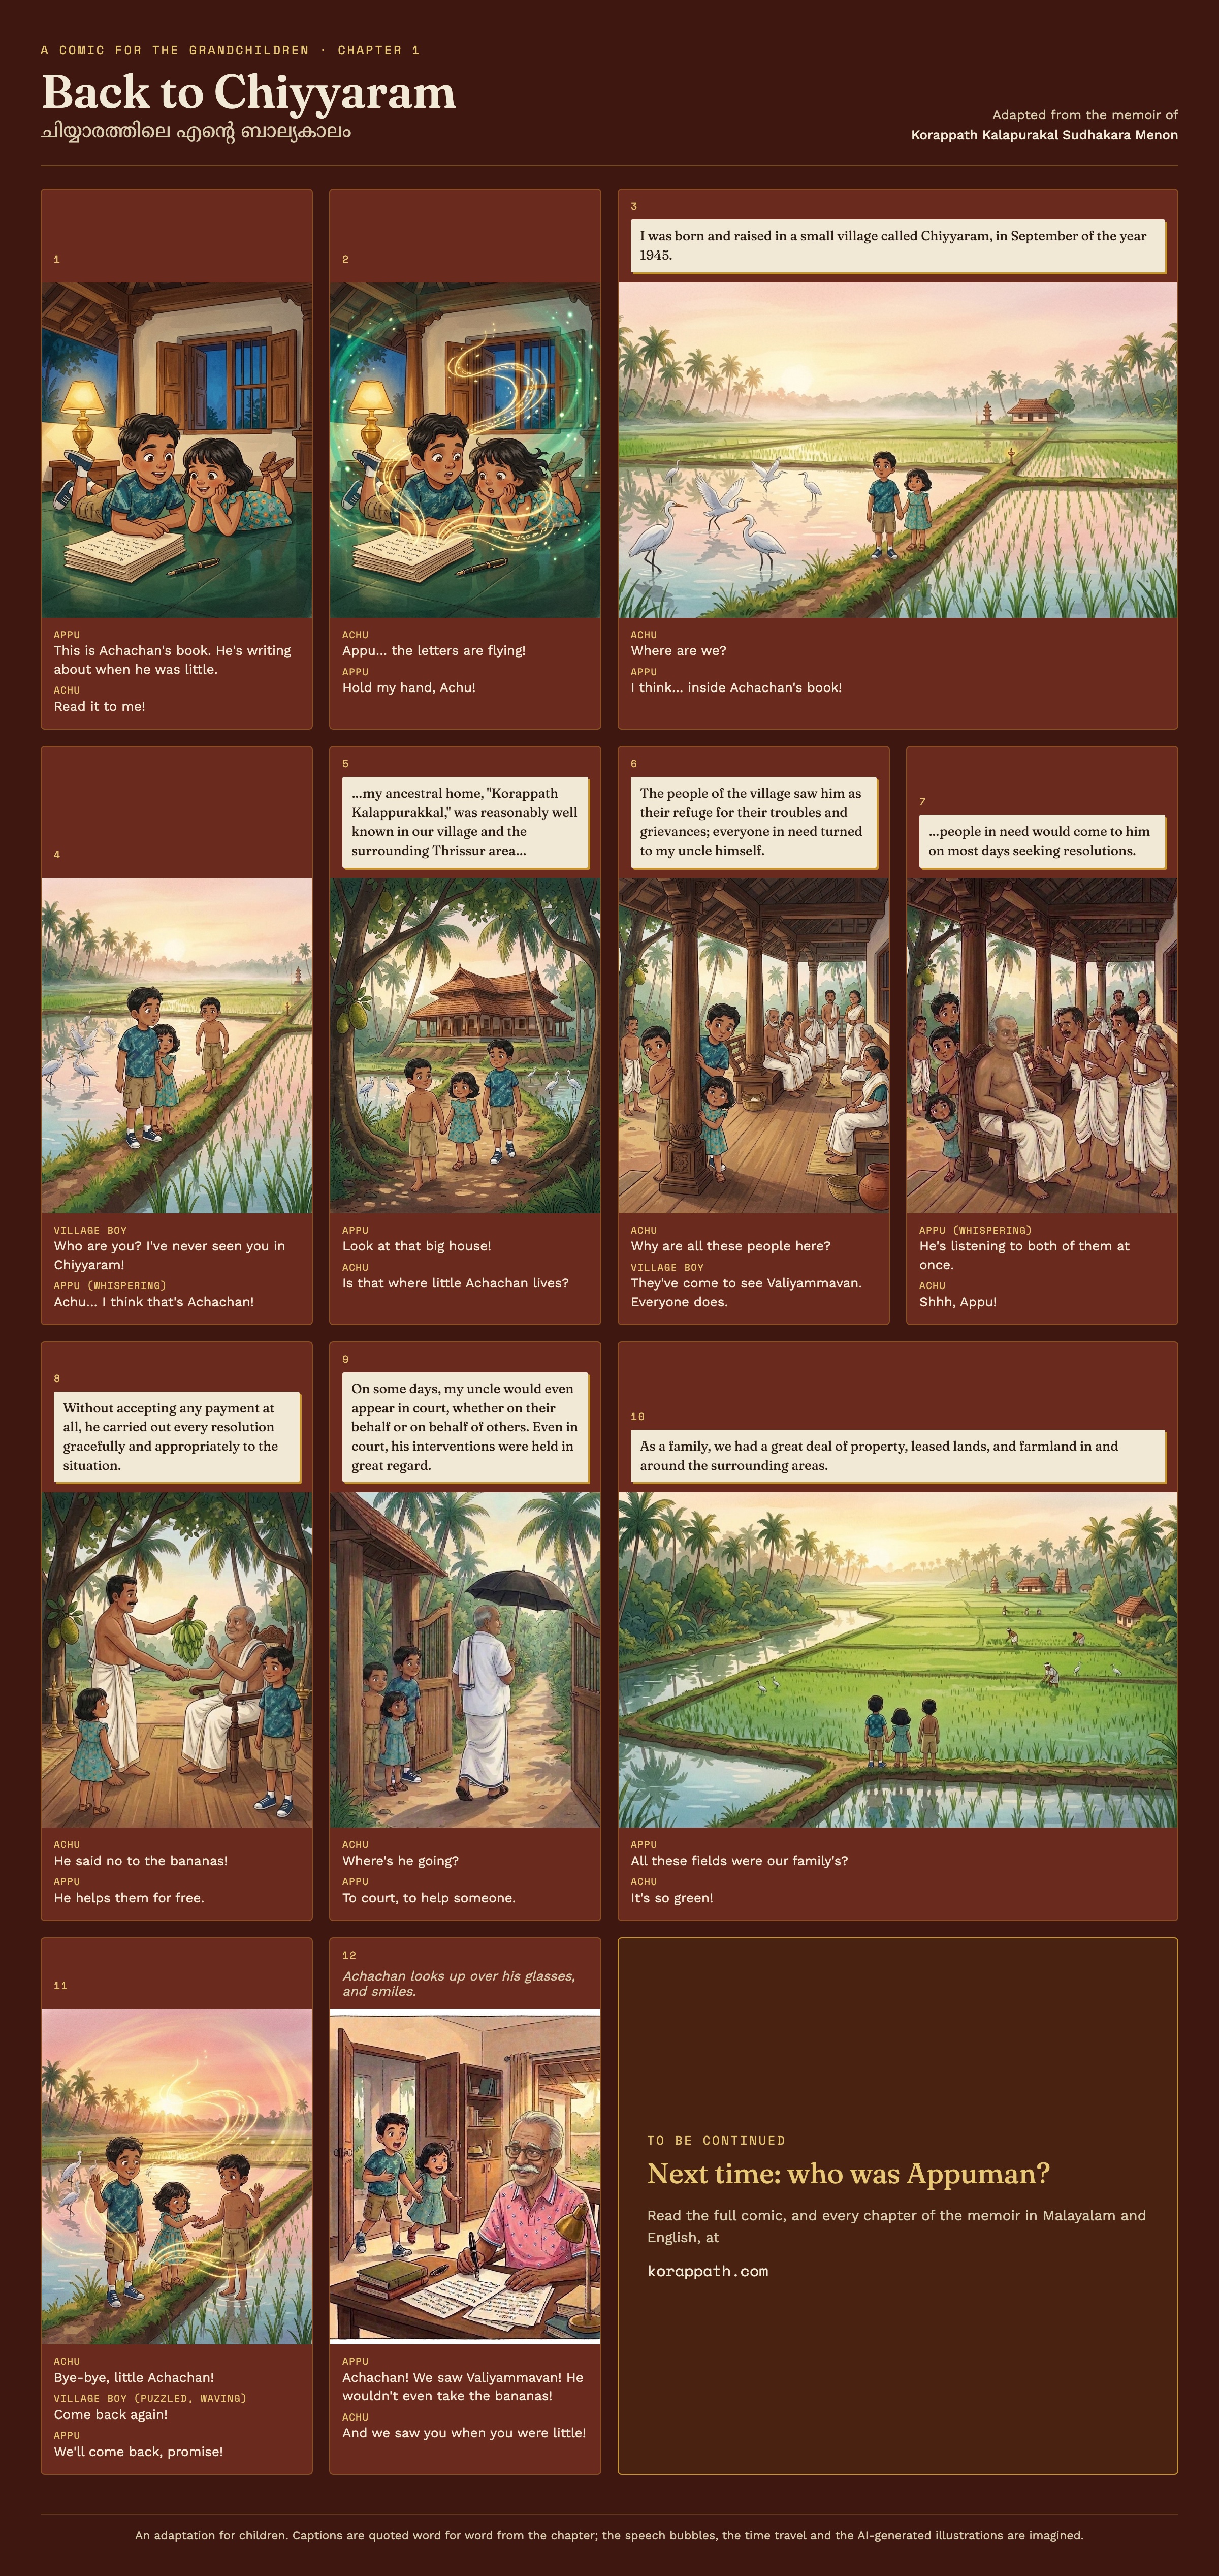 A COMIC FOR THE GRANDCHILDREN · CHAPTER 1
Back to Chiyyaram
ചിയ്യാരത്തിലെ എന്റെ ബാല്യകാലം
Adapted from the memoir of
Korappath Kalapurakal Sudhakara Menon
1
APPU
This is Achachan's book. He's writing
about when he was little.
ACHU
Read it to me!
2
ACHU
Appu... the letters are flying!
APPU
Hold my hand, Achu!
3
I was born and raised in a small village called Chiyyaram, in September of the year
1945.
ACHU
Where are we?
APPU
I think... inside Achachan's book!
4
VILLAGE BOY
Who are you? I've never seen you in
Chiyyaram!
APPU (WHISPERING)
Achu... I think that's Achachan!
5
...my ancestral home, "Korappath
Kalappurakkal," was reasonably well
known in our village and the
surrounding Thrissur area...
APPU
Look at that big house!
ACHU
Is that where little Achachan lives?
6
The people of the village saw him as
their refuge for their troubles and
grievances; everyone in need turned
to my uncle himself.
ACHU
Why are all these people here?
VILLAGE BOY
They've come to see Valiyammavan.
Everyone does.
7
...people in need would come to him
on most days seeking resolutions.
APPU (WHISPERING)
He's listening to both of them at
once.
ACHU
Shhh, Appu!
8
Without accepting any payment at
all, he carried out every resolution
gracefully and appropriately to the
situation.
ACHU
He said no to the bananas!
APPU
He helps them for free.
9
On some days, my uncle would even
appear in court, whether on their
behalf or on behalf of others. Even in
court, his interventions were held in
great regard.
ACHU
Where's he going?
APPU
To court, to help someone.
10
As a family, we had a great deal of property, leased lands, and farmland in and
around the surrounding areas.
APPU
All these fields were our family's?
ACHU
It's so green!
11
ACHU
Bye-bye, little Achachan!
VILLAGE BOY (PUZZLED, WAVING)
Come back again!
APPU
We'll come back, promise!
12
Achachan looks up over his glasses,
and smiles.
APPU
Achachan! We saw Valiyammavan! He
wouldn't even take the bananas!
ACHU
And we saw you when you were little!
TO BE CONTINUED
Next time: who was Appuman?
Read the full comic, and every chapter of the memoir in Malayalam and
English, at
korappath.com
An adaptation for children. Captions are quoted word for word from the chapter; the speech bubbles, the time travel and the AI-generated illustrations are imagined.